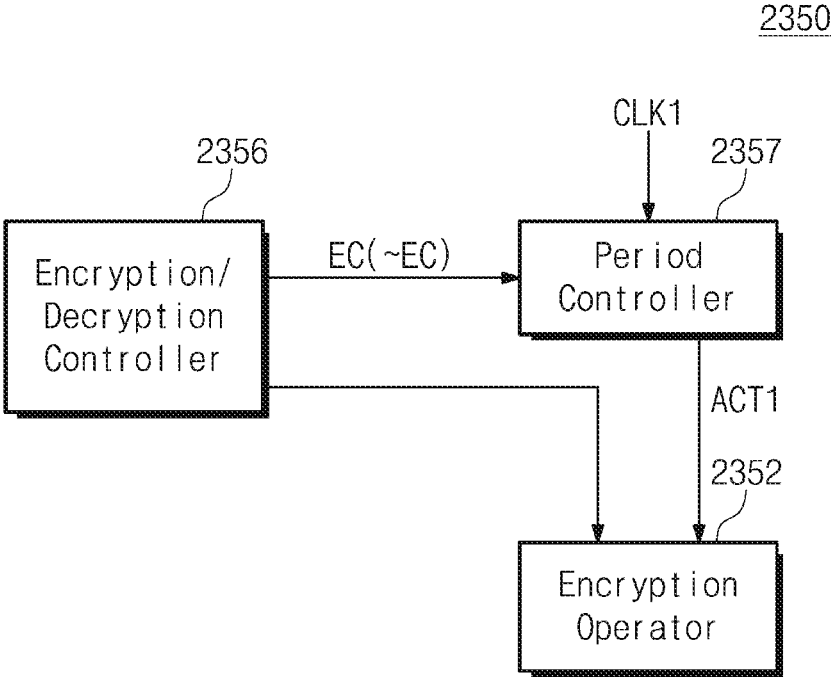 2350
CLK1
2356
2357
Encryption/
Decryption
Controller
EC(~EC)
Period
Controller
ACT1
2352
Encryption
Operator